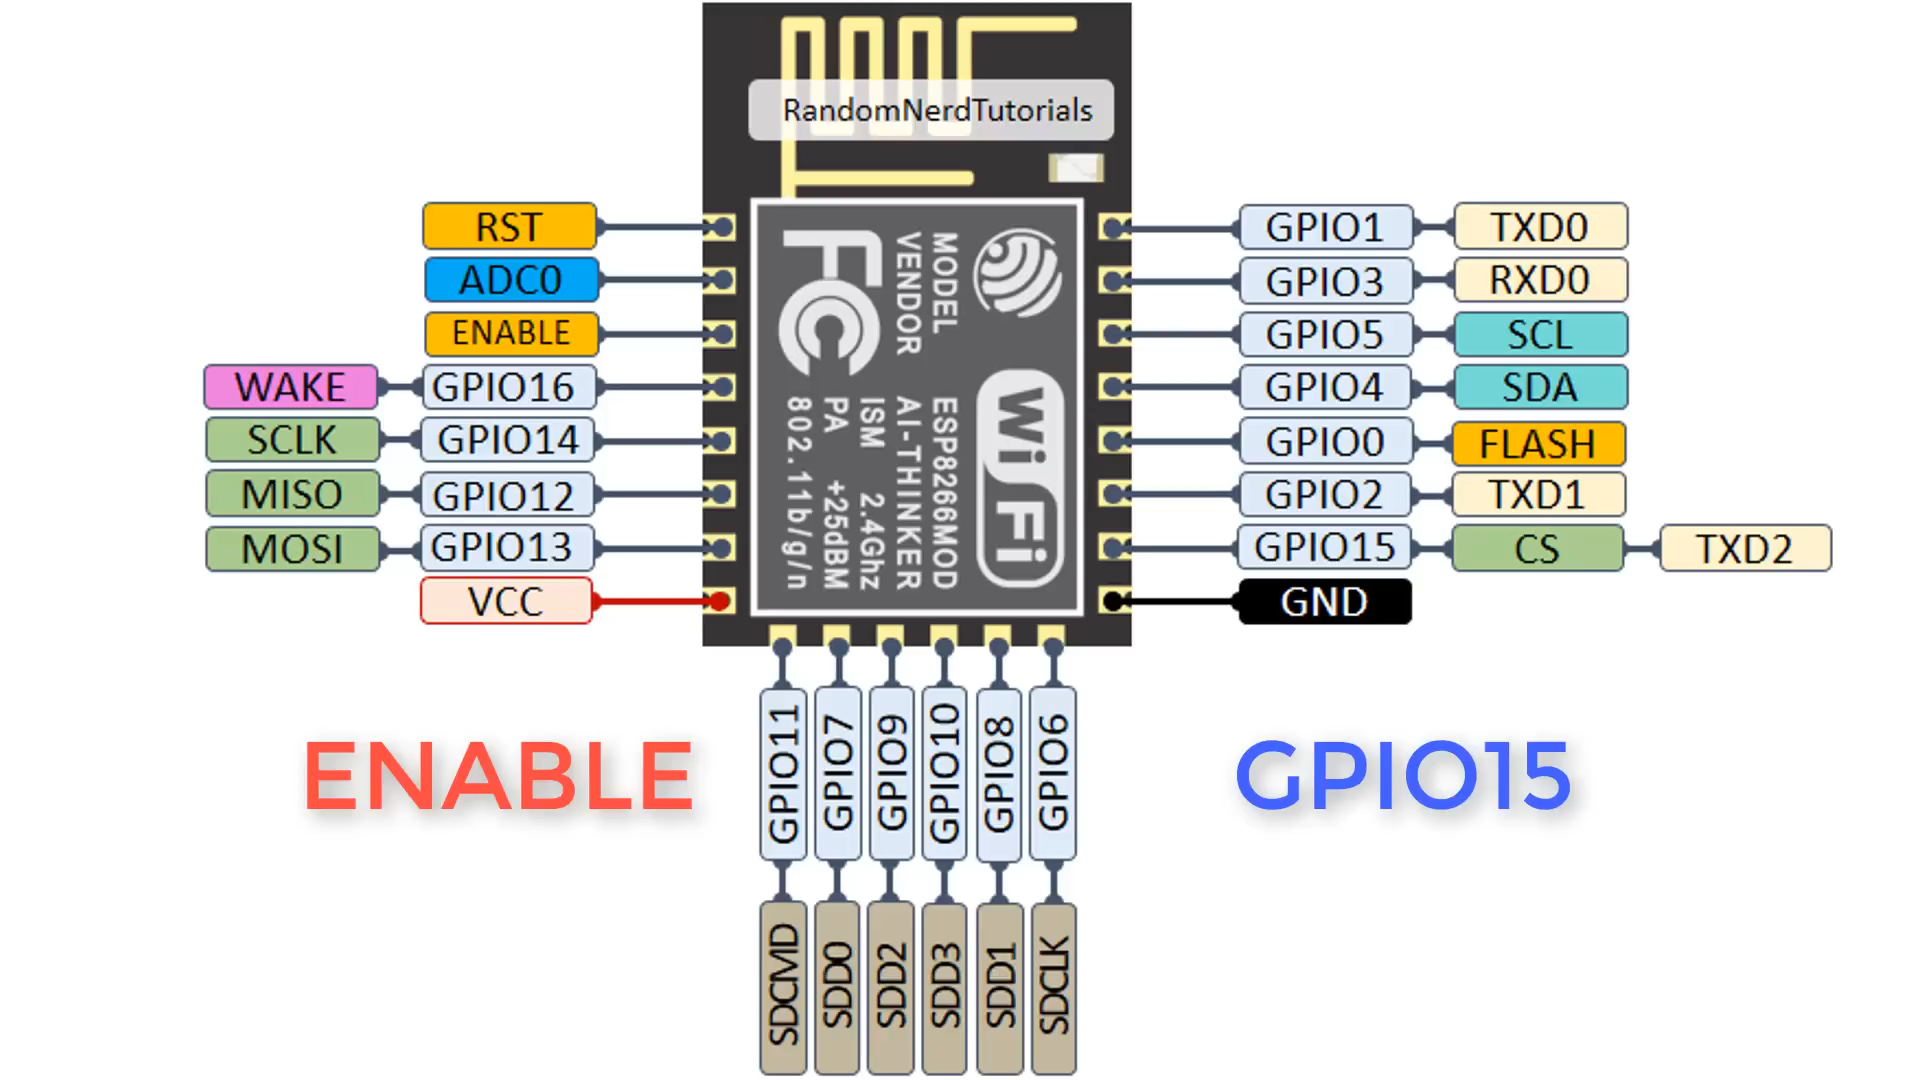 RandomNerdTutorials
RST
ADC0
ENABLE
WAKE GPIO16
SCLK GPIO14
MISO GPIO12
MOSI GPIO13
VCC
FC
MODEL
VENDOR
WiFi
ESP8266MOD
AI-THINKER
ISM 2.4Ghz
PA +25dBM
802.11b/g/n
GPIO1 TXD0
GPIO3 RXD0
GPIO5 SCL
GPIO4 SDA
GPIO0 FLASH
GPIO2 TXD1
GPIO15 CS TXD2
GND
GPIO11 SDCMD
GPIO7 SDD0
GPIO9 SDD2
GPIO10 SDD3
GPIO8 SDD1
GPIO6 SDCLK
ENABLE
GPIO15